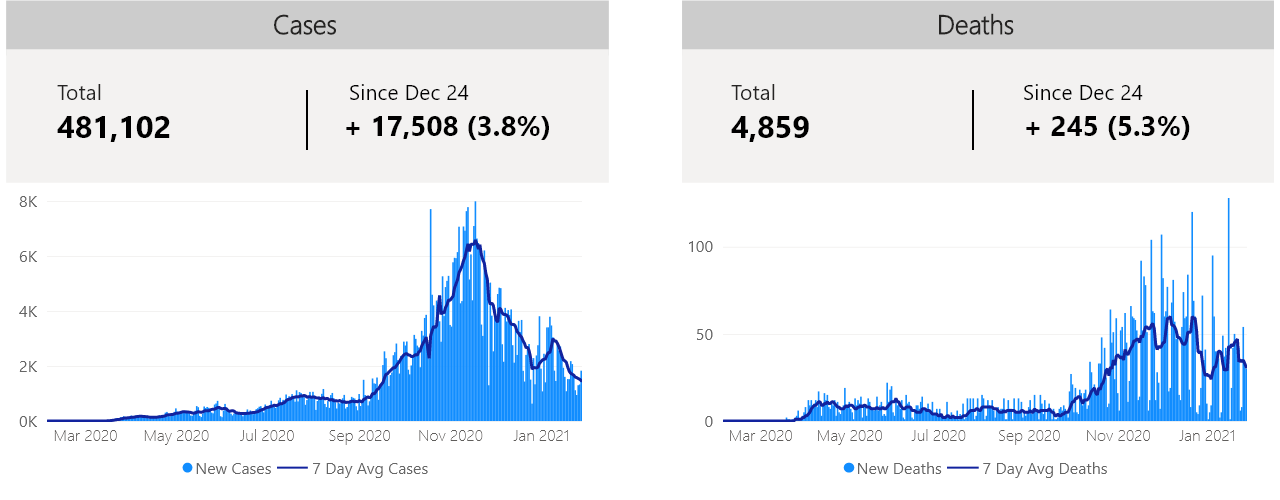 Cases
Total
Since Dec 24
481,102
+ 17,508 (3.8%)
8K
6K
4K
2K
0K
Mar 2020 May 2020 Jul 2020 Sep 2020 Nov 2020 Jan 2021
New Cases 7 Day Avg Cases
Deaths
Total
Since Dec 24
4,859
+ 245 (5.3%)
100
50
0
Mar 2020 May 2020 Jul 2020 Sep 2020 Nov 2020 Jan 2021
New Deaths 7 Day Avg Deaths